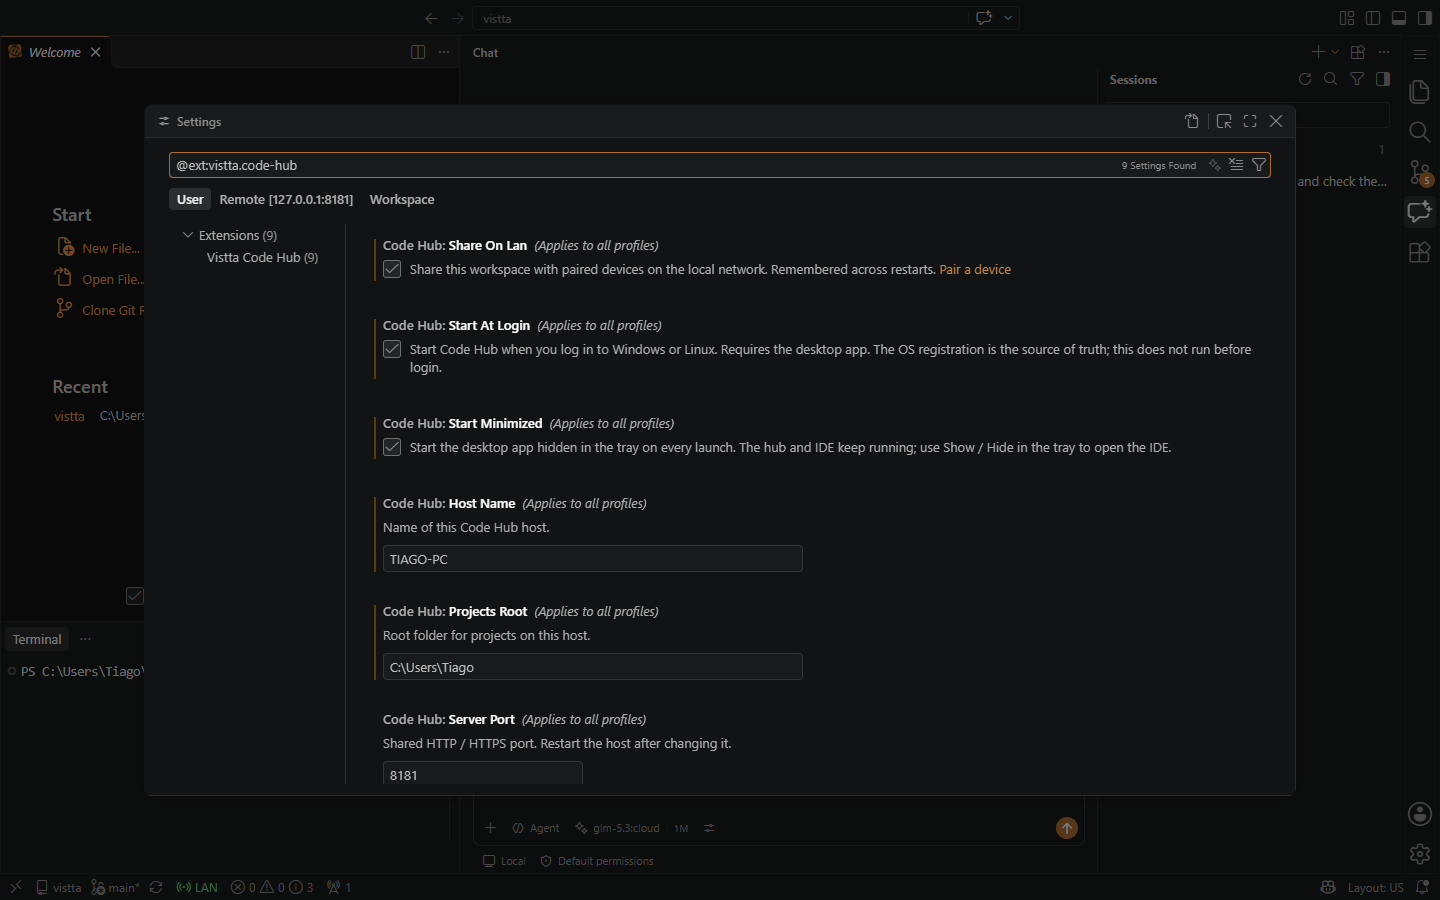 vistta
Welcome
Chat
Sessions
Settings
1
@ext:vistta.code-hub
9 Settings Found
and check the...
5
User
Remote [127.0.0.1:8181]
Workspace
Start
New File...
Open File...
Clone Git R
Recent
vistta C:\Users
Extensions (9)
Vistta Code Hub (9)
Code Hub: Share On Lan (Applies to all profiles)
Share this workspace with paired devices on the local network. Remembered across restarts. Pair a device
Code Hub: Start At Login (Applies to all profiles)
Start Code Hub when you log in to Windows or Linux. Requires the desktop app. The OS registration is the source of truth; this does not run before
login.
Code Hub: Start Minimized (Applies to all profiles)
Start the desktop app hidden in the tray on every launch. The hub and IDE keep running; use Show / Hide in the tray to open the IDE.
Code Hub: Host Name (Applies to all profiles)
Name of this Code Hub host.
TIAGO-PC
Code Hub: Projects Root (Applies to all profiles)
Root folder for projects on this host.
C:\Users\Tiago
Code Hub: Server Port (Applies to all profiles)
Shared HTTP / HTTPS port. Restart the host after changing it.
8181
Terminal
PS C:\Users\Tiago\
Agent
glm-5.3:cloud
1M
Local
Default permissions
vistta
main*
LAN
0
0
3
1
Layout: US